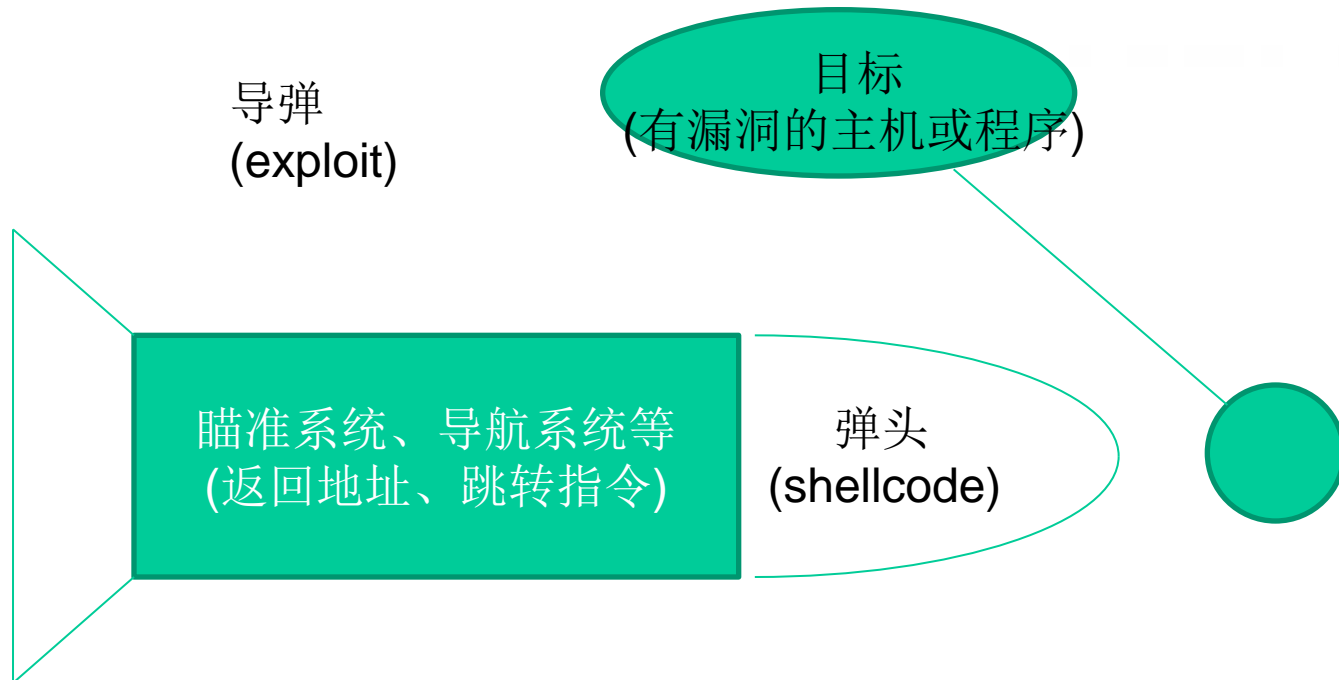 导弹
(exploit)
目标
(有漏洞的主机或程序)
瞄准系统、导航系统等
(返回地址、跳转指令)
弹头
(shellcode)